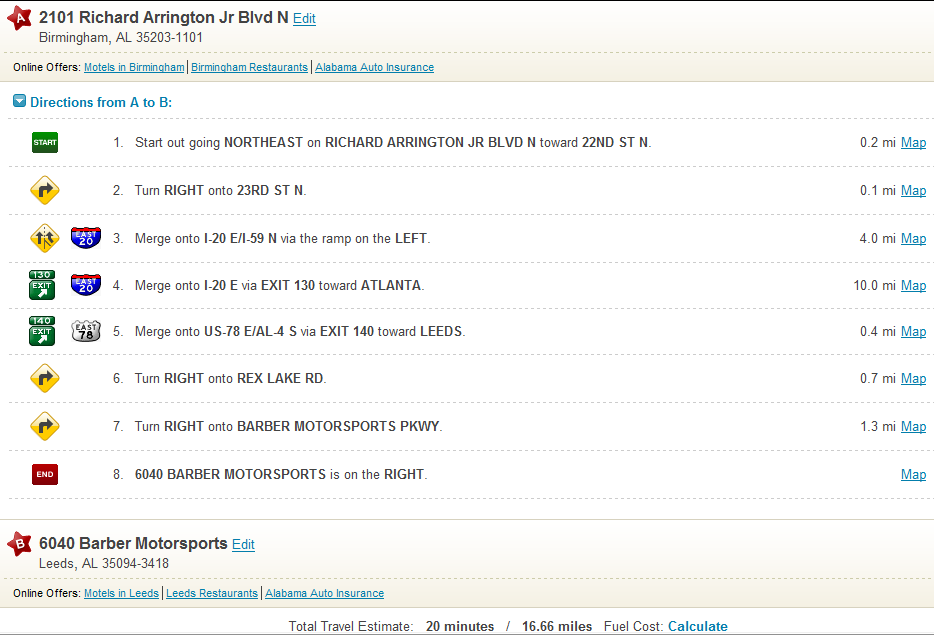 A 2101 Richard Arrington Jr Blvd N Edit
Birmingham, AL 35203-1101
Online Offers: Motels in Birmingham | Birmingham Restaurants | Alabama Auto Insurance
Directions from A to B:
START 1. Start out going NORTHEAST on RICHARD ARRINGTON JR BLVD N toward 22ND ST N. 0.2 mi Map
2. Turn RIGHT onto 23RD ST N. 0.1 mi Map
EAST 20 3. Merge onto I-20 E/I-59 N via the ramp on the LEFT. 4.0 mi Map
130 EXIT EAST 20 4. Merge onto I-20 E via EXIT 130 toward ATLANTA. 10.0 mi Map
140 EXIT EAST 78 5. Merge onto US-78 E/AL-4 S via EXIT 140 toward LEEDS. 0.4 mi Map
6. Turn RIGHT onto REX LAKE RD. 0.7 mi Map
7. Turn RIGHT onto BARBER MOTORSPORTS PKWY. 1.3 mi Map
END 8. 6040 BARBER MOTORSPORTS is on the RIGHT. Map
B 6040 Barber Motorsports Edit
Leeds, AL 35094-3418
Online Offers: Motels in Leeds | Leeds Restaurants | Alabama Auto Insurance
Total Travel Estimate: 20 minutes / 16.66 miles Fuel Cost: Calculate